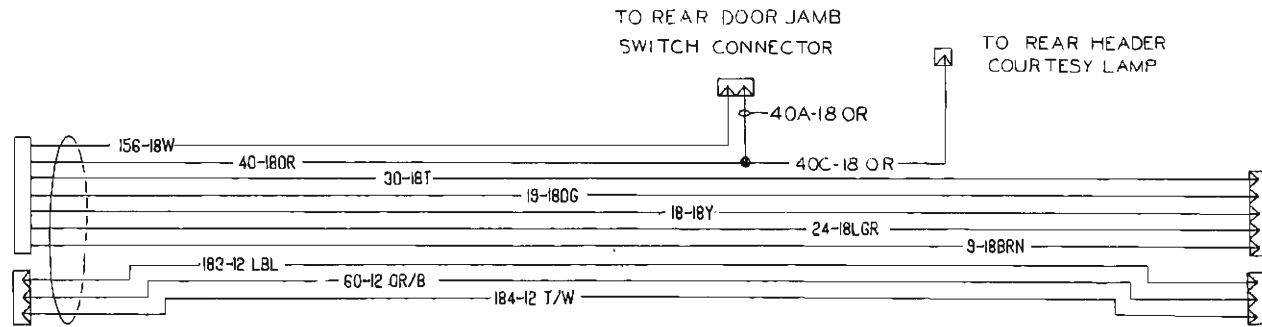 TO REAR DOOR JAMB
SWITCH CONNECTOR
TO REAR HEADER
COURTESY LAMP
40A-18 OR
156-18W
40-18OR
40C-18 OR
30-18T
19-18DG
18-18Y
24-18LGR
9-18BRN
183-12 LBL
60-12 OR/B
184-12 T/W